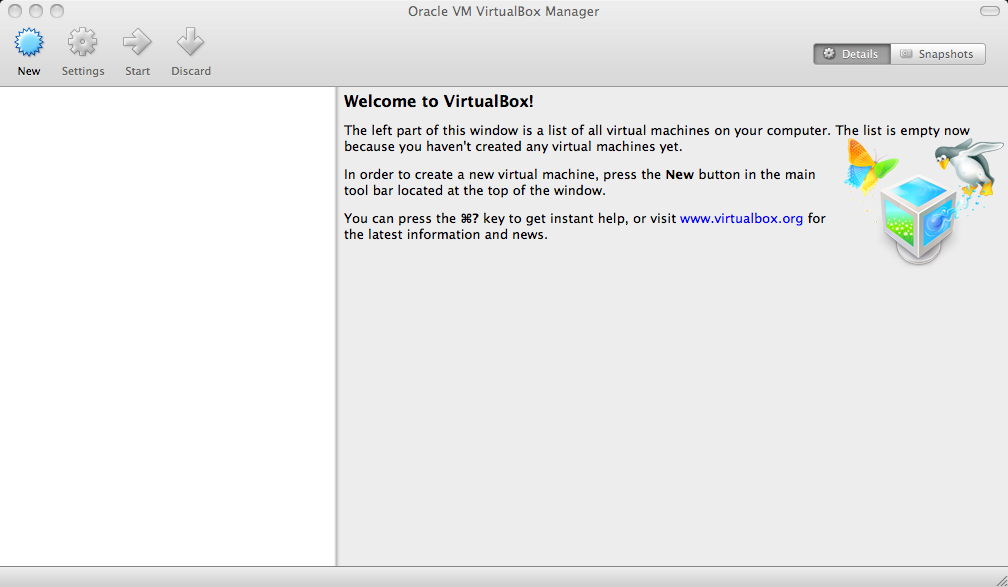 Oracle VM VirtualBox Manager
New Settings Start Discard
Details Snapshots
Welcome to VirtualBox!
The left part of this window is a list of all virtual machines on your computer. The list is empty now
because you haven't created any virtual machines yet.
In order to create a new virtual machine, press the New button in the main
tool bar located at the top of the window.
You can press the ⌘? key to get instant help, or visit www.virtualbox.org for
the latest information and news.